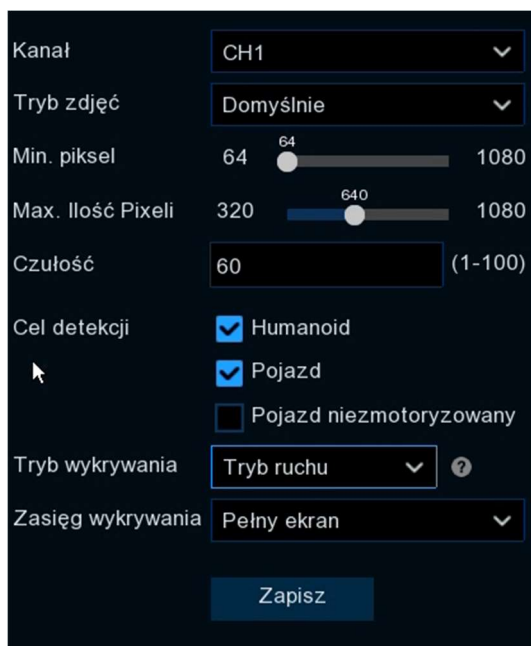 Kanał CH1
Tryb zdjęć Domyślnie
64
Min. piksel 64 1080
640
Max. Ilość Pixeli 320 1080
Czułość 60 (1-100)
Cel detekcji Humanoid
Pojazd
Pojazd niezmotoryzowany
Tryb wykrywania Tryb ruchu ?
Zasięg wykrywania Pełny ekran
Zapisz